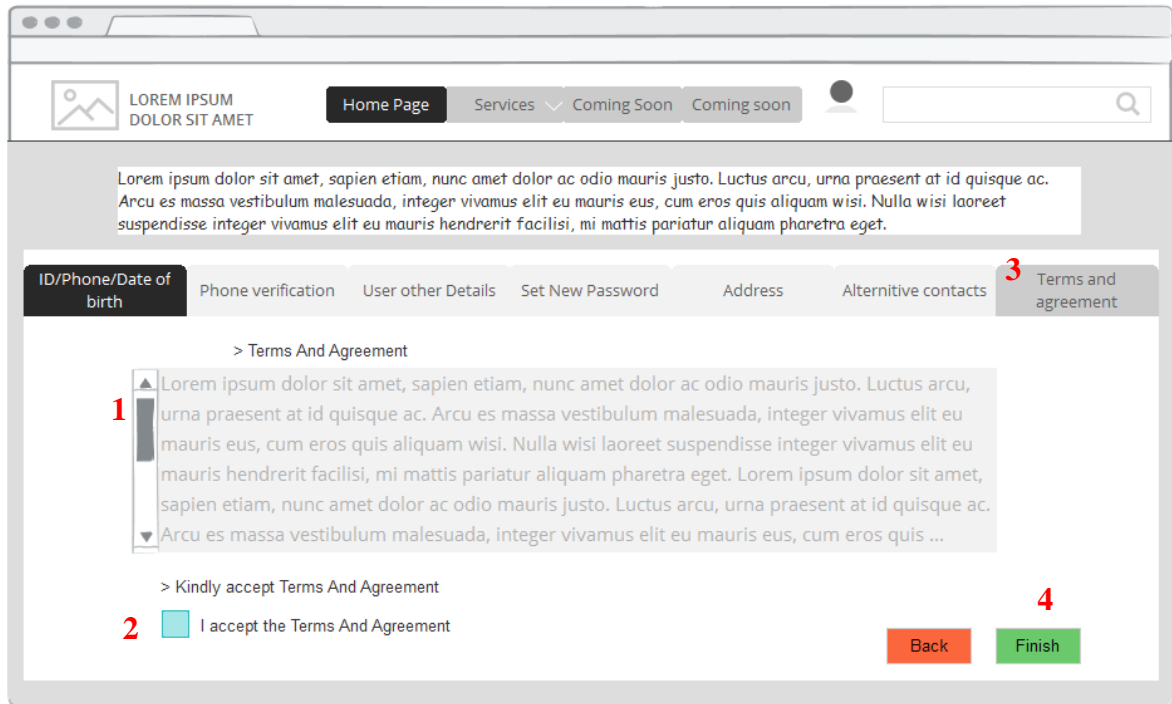 LOREM IPSUM
DOLOR SIT AMET
Home Page
Services
Coming Soon
Coming soon
Lorem ipsum dolor sit amet, sapien etiam, nunc amet dolor ac odio mauris justo. Luctus arcu, urna praesent at id quisque ac.
Arcu es massa vestibulum malesuada, integer vivamus elit eu mauris eus, cum eros quis aliquam wisi. Nulla wisi laoreet
suspendisse integer vivamus elit eu mauris hendrerit facilisi, mi mattis pariatur aliquam pharetra eget.
ID/Phone/Date of
birth
Phone verification
User other Details
Set New Password
Address
Alternitive contacts
3
Terms and
agreement
> Terms And Agreement
1
Lorem ipsum dolor sit amet, sapien etiam, nunc amet dolor ac odio mauris justo. Luctus arcu,
urna praesent at id quisque ac. Arcu es massa vestibulum malesuada, integer vivamus elit eu
mauris eus, cum eros quis aliquam wisi. Nulla wisi laoreet suspendisse integer vivamus elit eu
mauris hendrerit facilisi, mi mattis pariatur aliquam pharetra eget. Lorem ipsum dolor sit amet,
sapien etiam, nunc amet dolor ac odio mauris justo. Luctus arcu, urna praesent at id quisque ac.
Arcu es massa vestibulum malesuada, integer vivamus elit eu mauris eus, cum eros quis ...
> Kindly accept Terms And Agreement
2
I accept the Terms And Agreement
4
Back
Finish